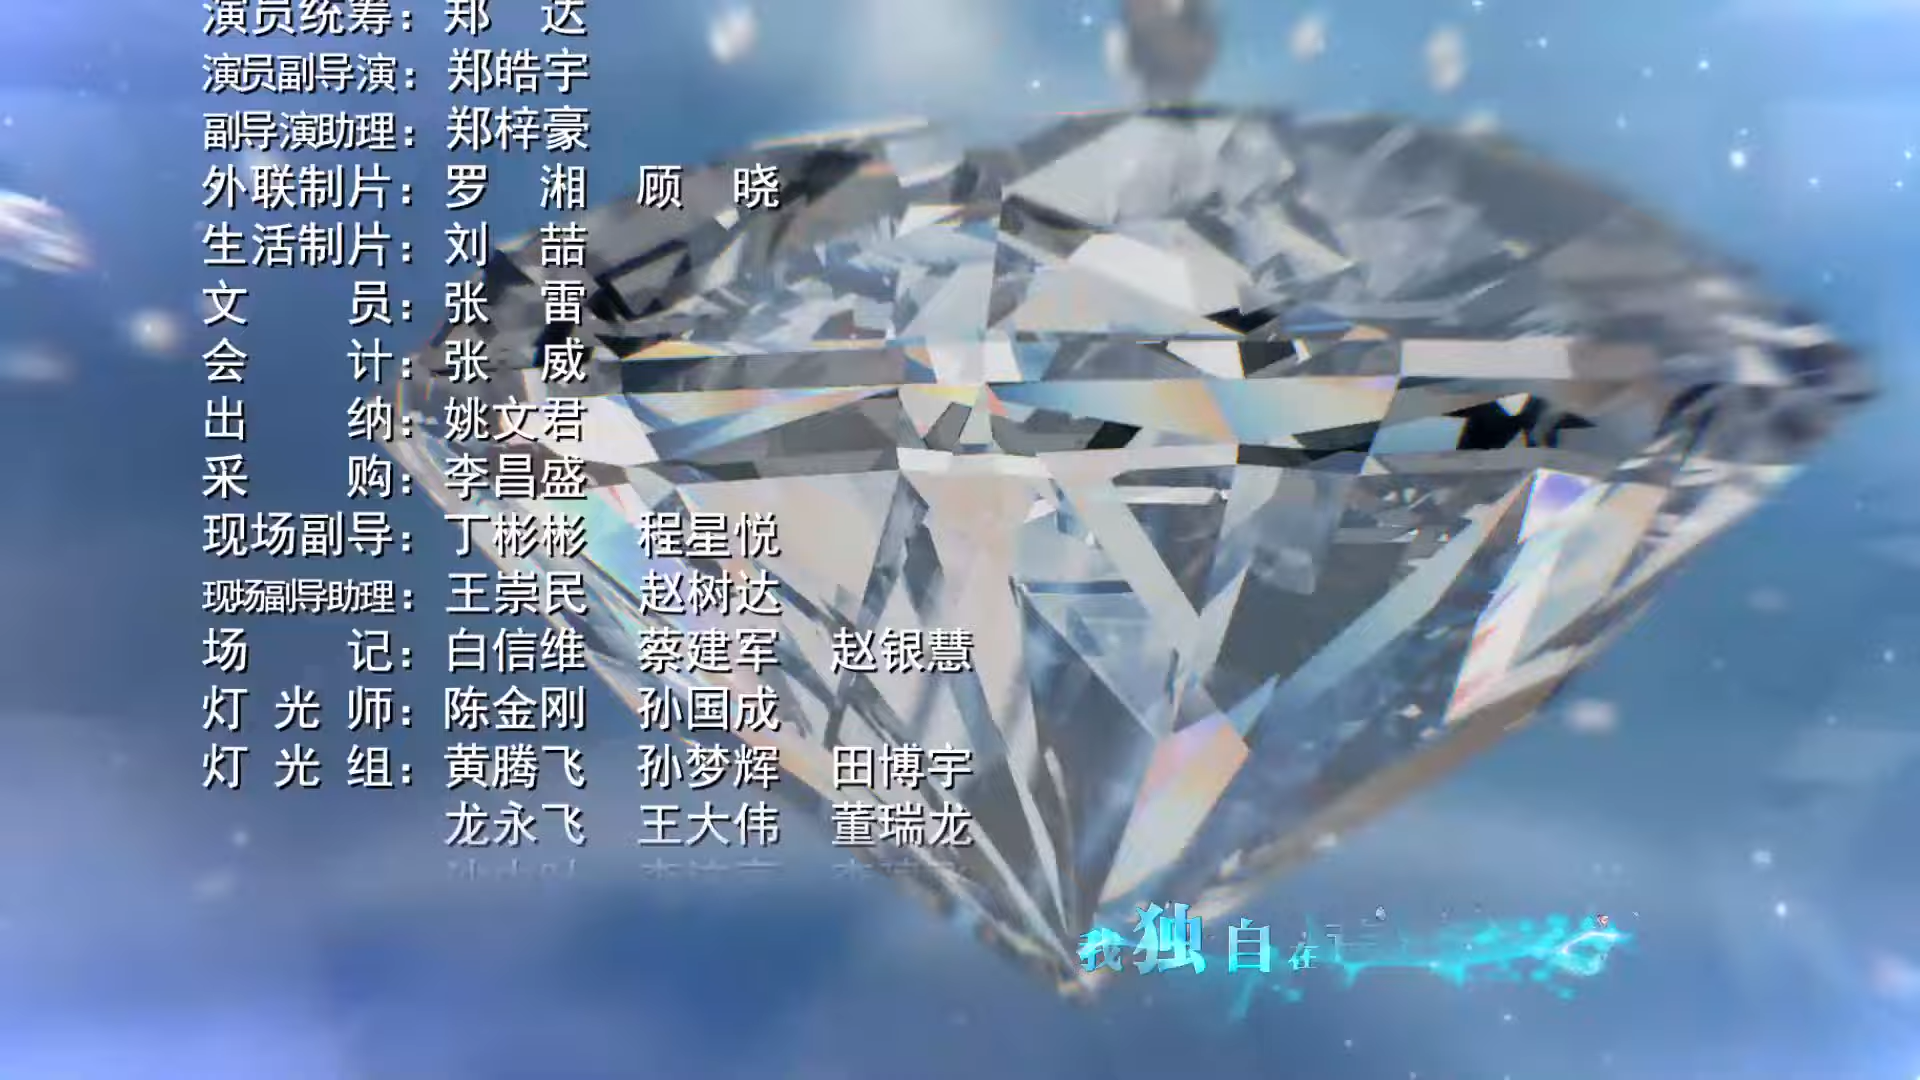 演员统筹：郑 达
演员副导演：郑皓宇
副导演助理：郑梓豪
外联制片：罗 湘 顾 晓
生活制片：刘 喆
文 员：张 雷
会 计：张 威
出 纳：姚文君
采 购：李昌盛
现场副导：丁彬彬 程星悦
现场副导助理：王崇民 赵树达
场 记：白信维 蔡建军 赵银慧
灯 光 师：陈金刚 孙国成
灯 光 组：黄腾飞 孙梦辉 田博宇
龙永飞 王大伟 董瑞龙
我独自在